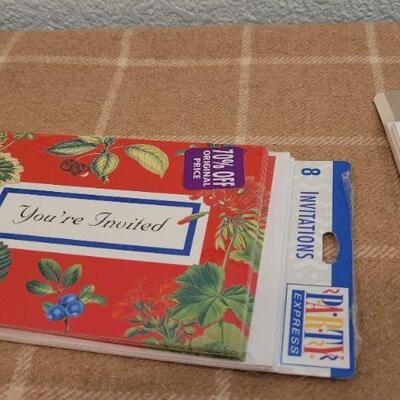 70% OFF
ORIGINAL
PRICE
You're Invited
8 INVITATIONS
PARTY
EXPRESS